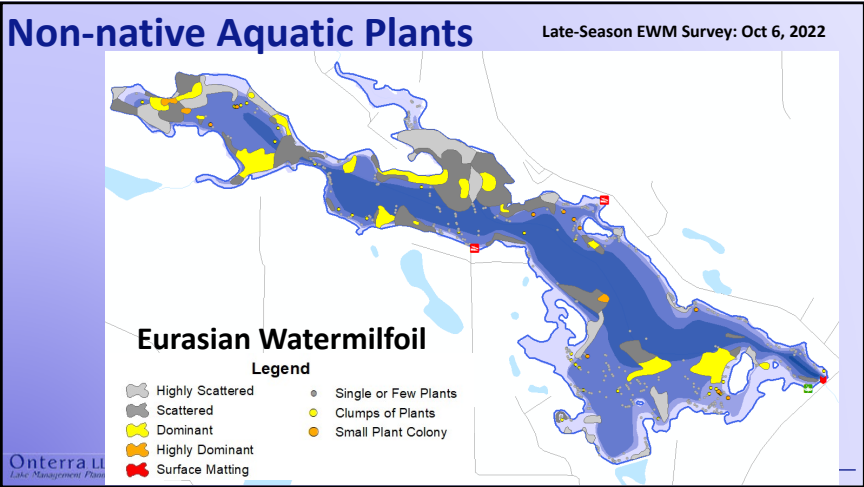 Non-native Aquatic Plants
Late-Season EWM Survey: Oct 6, 2022
Eurasian Watermilfoil
Legend
Highly Scattered
Scattered
Dominant
Highly Dominant
Surface Matting
Single or Few Plants
Clumps of Plants
Small Plant Colony
Onterra LL
Lake Management Plann